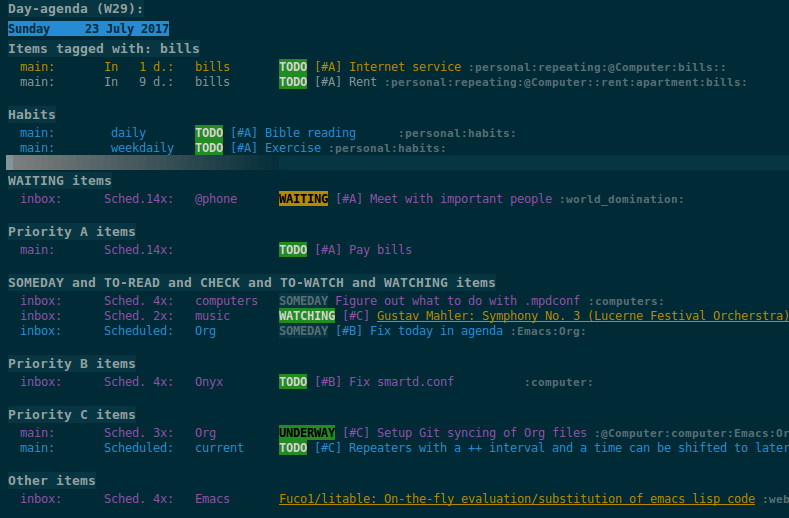 Day-agenda (W29):
Sunday     23 July 2017
Items tagged with: bills
main:       In   1 d.:   bills       TODO [#A] Internet service :personal:repeating:@Computer:bills::
main:       In   9 d.:   bills       TODO [#A] Rent :personal:repeating:@Computer::rent:apartment:bills:
Habits
main:        daily       TODO [#A] Bible reading      :personal:habits:
main:        weekdaily   TODO [#A] Exercise :personal:habits:
WAITING items
inbox:      Sched.14x:   @phone      WAITING [#A] Meet with important people :world_domination:
Priority A items
main:       Sched.14x:               TODO [#A] Pay bills
SOMEDAY and TO-READ and CHECK and TO-WATCH and WATCHING items
inbox:      Sched. 4x:   computers   SOMEDAY Figure out what to do with .mpdconf :computers:
inbox:      Sched. 2x:   music       WATCHING [#C] Gustav Mahler: Symphony No. 3 (Lucerne Festival Orcherstra)
inbox:      Scheduled:   Org         SOMEDAY [#B] Fix today in agenda :Emacs:Org:
Priority B items
inbox:      Sched. 4x:   Onyx        TODO [#B] Fix smartd.conf          :computer:
Priority C items
main:       Sched. 3x:   Org         UNDERWAY [#C] Setup Git syncing of Org files :@Computer:computer:Emacs:Or
main:       Scheduled:   current     TODO [#C] Repeaters with a ++ interval and a time can be shifted to later
Other items
inbox:      Sched. 4x:   Emacs       Fuco1/litable: On-the-fly evaluation/substitution of emacs lisp code :web